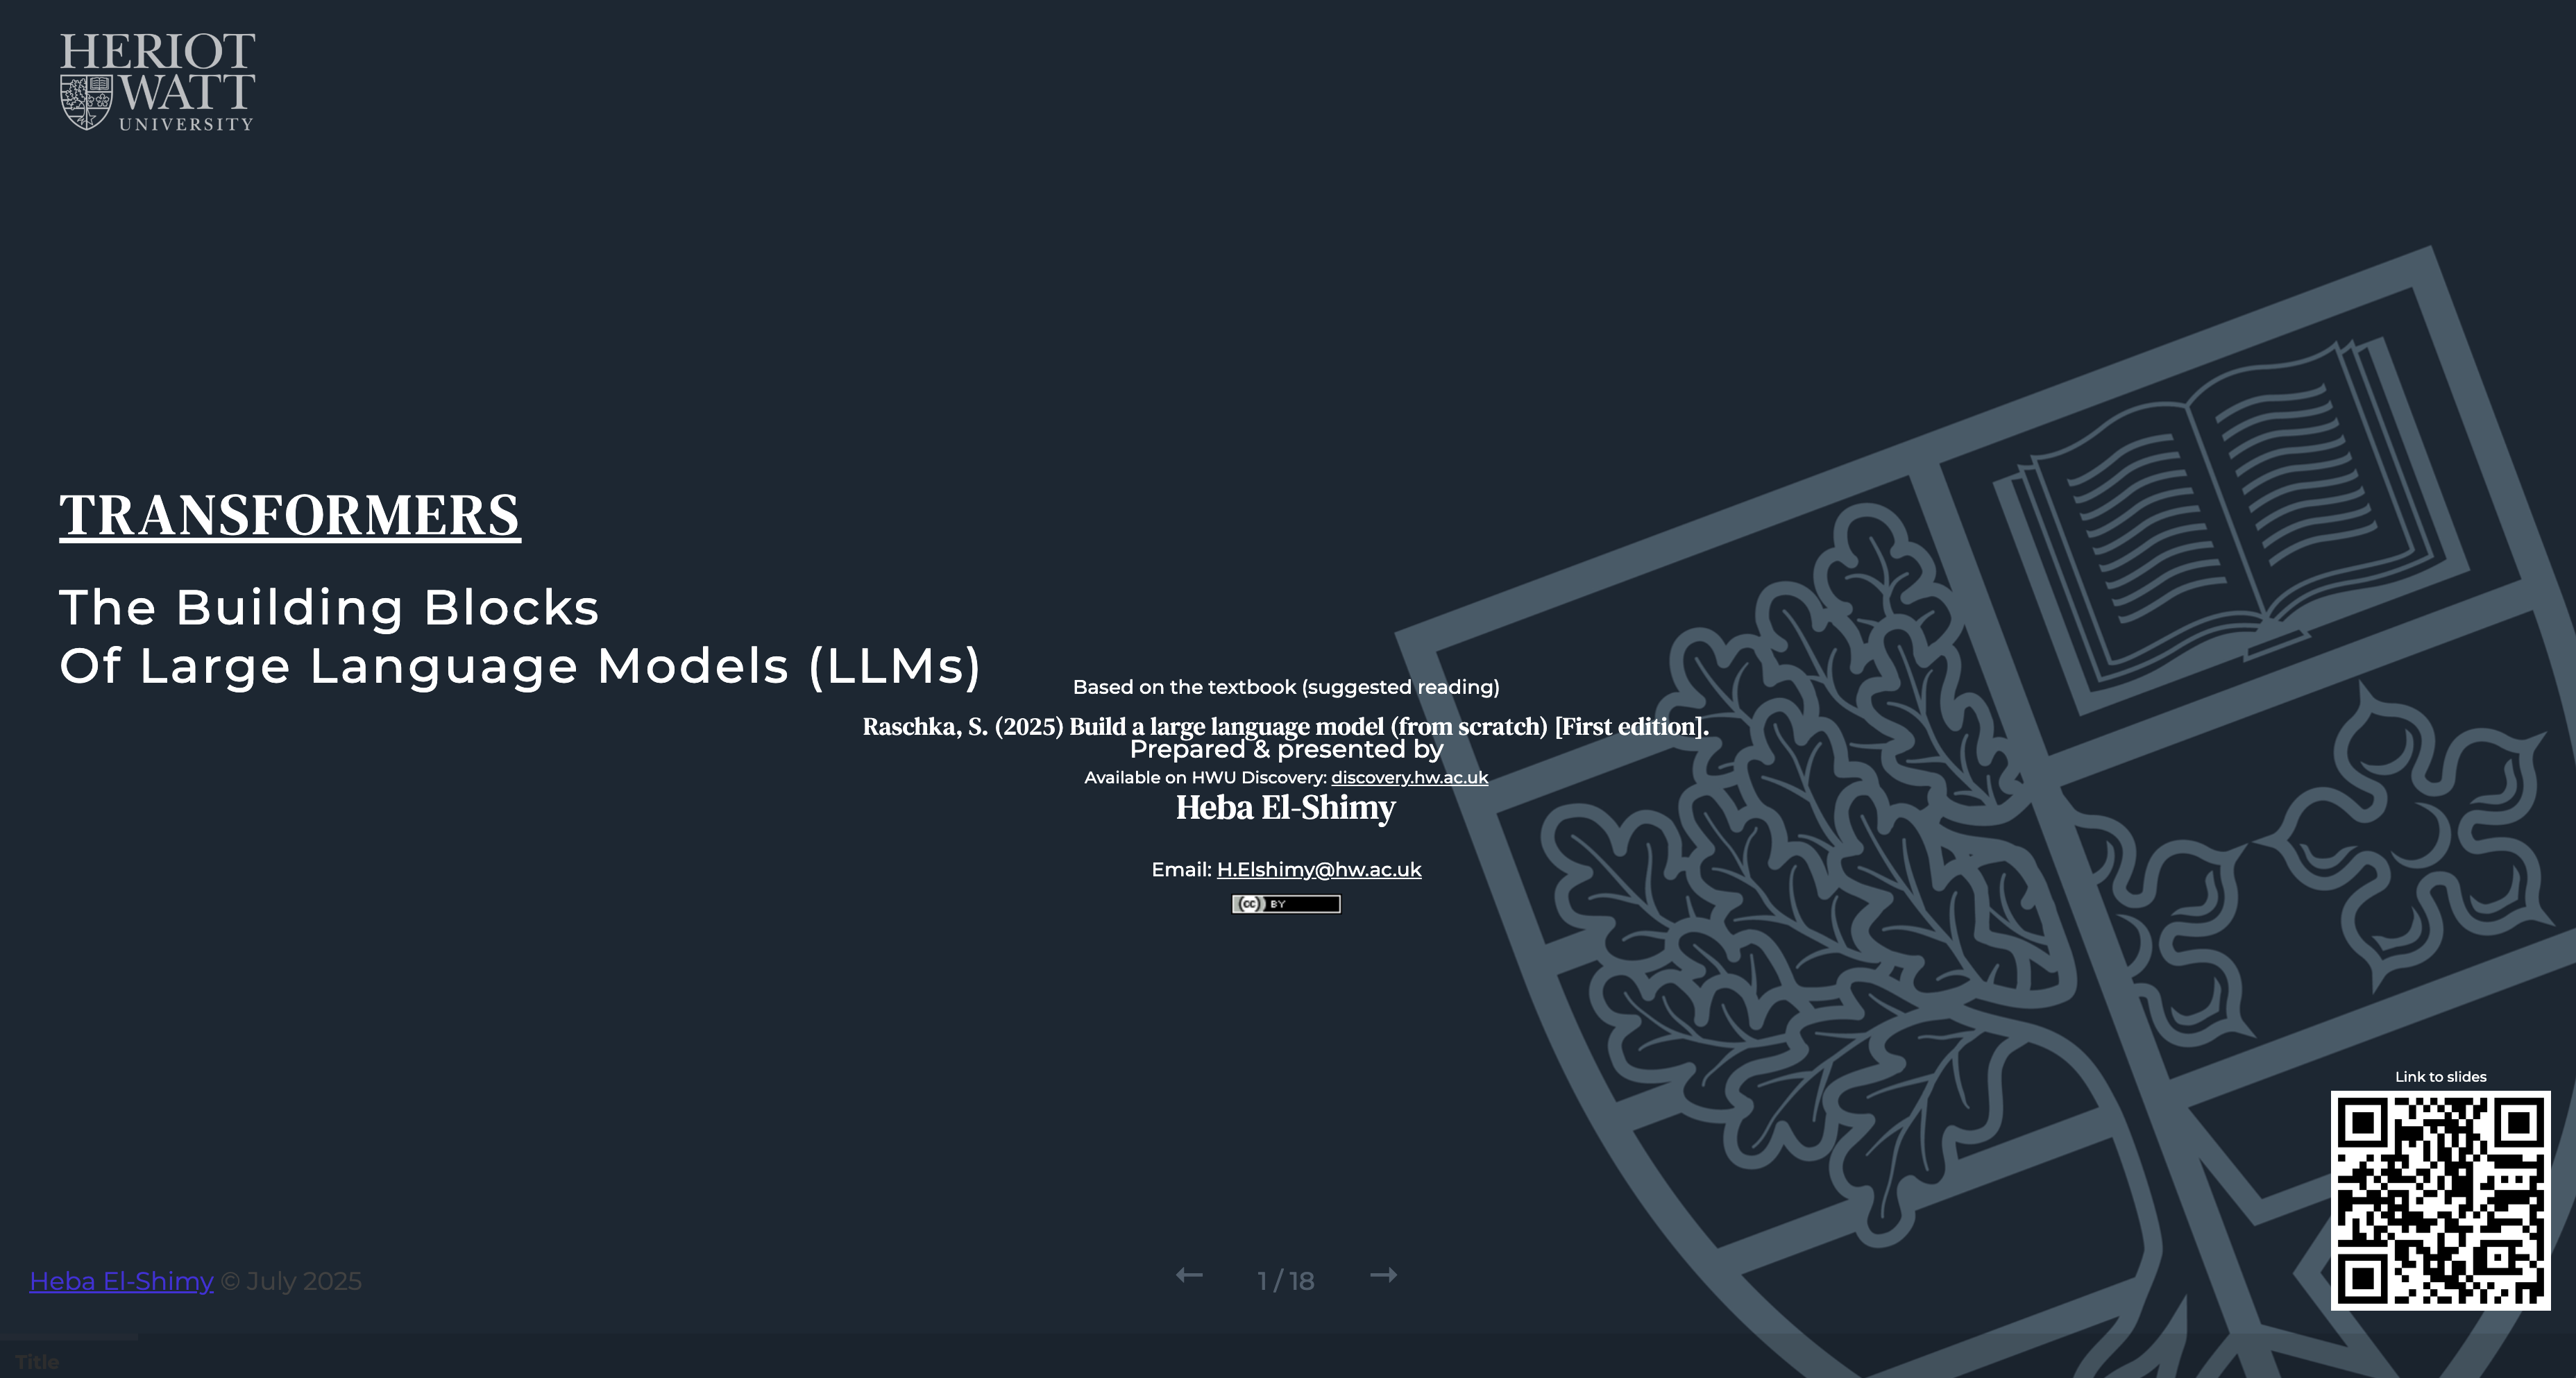 HERIOT
WATT
UNIVERSITY
TRANSFORMERS
The Building Blocks
Of Large Language Models (LLMs)
Based on the textbook (suggested reading)
Raschka, S. (2025) Build a large language model (from scratch) [First edition].
Prepared & presented by
Available on HWU Discovery: discovery.hw.ac.uk
Heba El-Shimy
Email: H.Elshimy@hw.ac.uk
cc BY
Link to slides
Heba El-Shimy © July 2025
1 / 18
Title